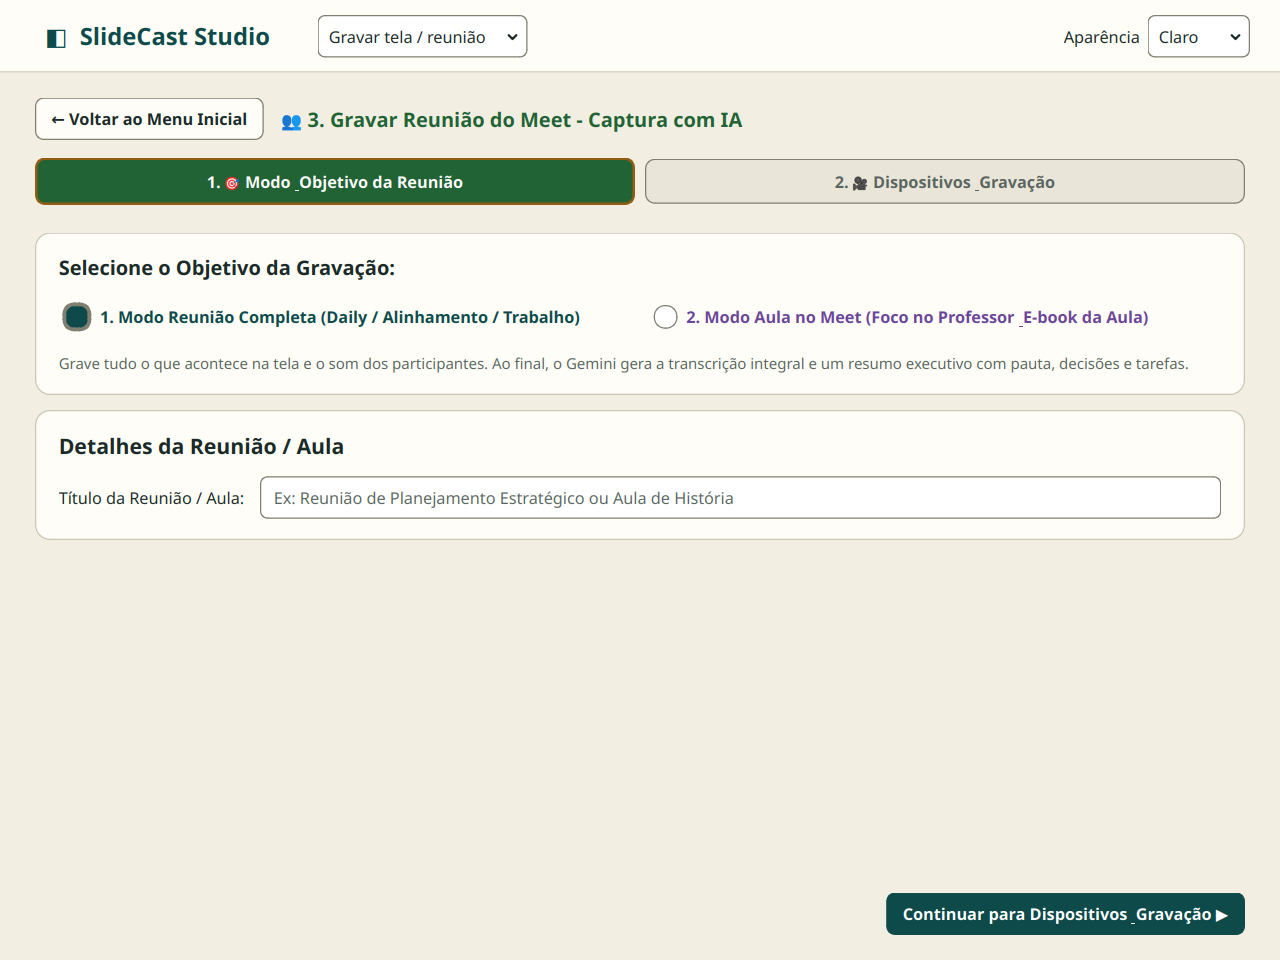 SlideCast Studio
Gravar tela / reunião
Aparência
Claro
← Voltar ao Menu Inicial
👥 3. Gravar Reunião do Meet - Captura com IA
1. 🎯 Modo _Objetivo da Reunião
2. 🎥 Dispositivos _Gravação
Selecione o Objetivo da Gravação:
1. Modo Reunião Completa (Daily / Alinhamento / Trabalho)
2. Modo Aula no Meet (Foco no Professor _E-book da Aula)
Grave tudo o que acontece na tela e o som dos participantes. Ao final, o Gemini gera a transcrição integral e um resumo executivo com pauta, decisões e tarefas.
Detalhes da Reunião / Aula
Título da Reunião / Aula:
Ex: Reunião de Planejamento Estratégico ou Aula de História
Continuar para Dispositivos _Gravação ▶